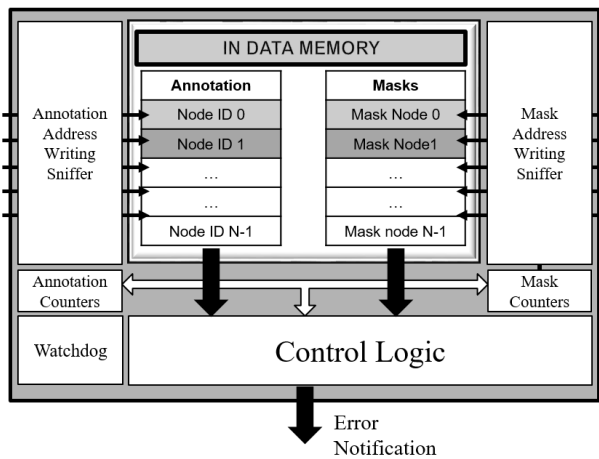 IN DATA MEMORY
Annotation
Address
Writing
Sniffer
Annotation
Node ID 0
Node ID 1
...
...
Node ID N-1
Masks
Mask Node 0
Mask Node1
...
...
Mask node N-1
Mask
Address
Writing
Sniffer
Annotation
Counters
Mask
Counters
Watchdog
Control Logic
Error
Notification